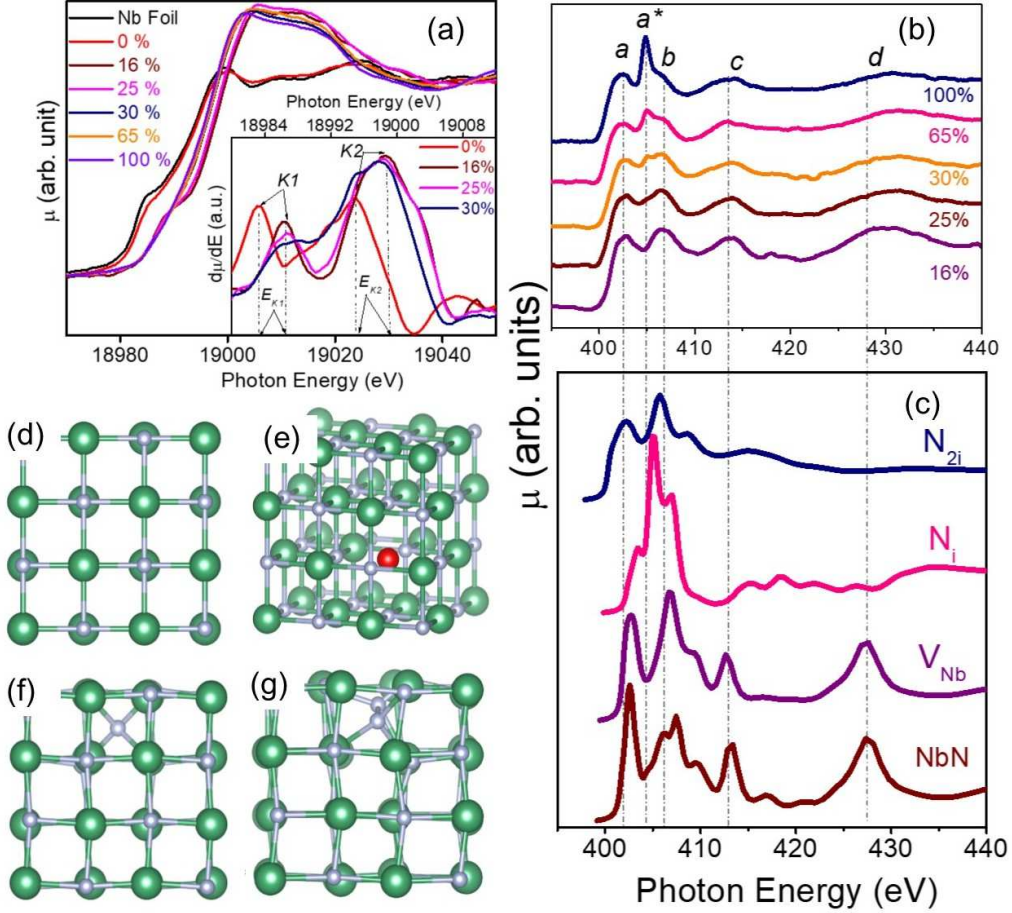 (a)
Nb Foil
0 %
16 %
25 %
30 %
65 %
100 %
μ (arb. unit)
18980 19000 19020 19040
Photon Energy (eV)
Photon Energy (eV)
18984 18996 19000 19008
K1
K2
0%
16%
25%
30%
dμ/dE (a.u.)
E_K1
E_K2
(b)
a a* b c d
100%
65%
30%
25%
16%
400 410 420 430 440
μ (arb. units)
(c)
N_2i
N_i
V_Nb
NbN
400 410 420 430 440
Photon Energy (eV)
(d)
(e)
(f)
(g)